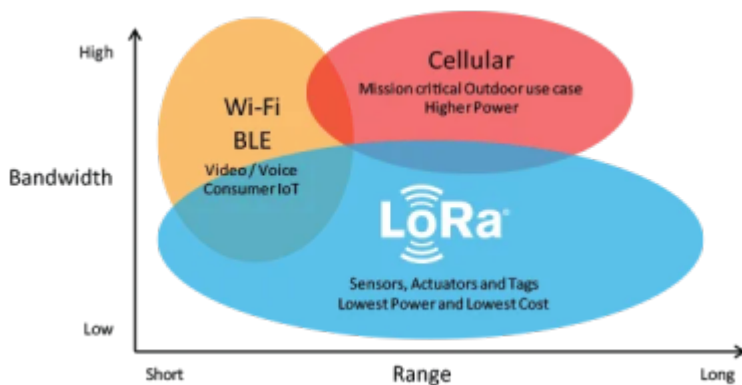 High
Cellular
Mission critical Outdoor use case
Higher Power
Wi-Fi
BLE
Video / Voice
Consumer IoT
Bandwidth
LoRa®
Sensors, Actuators and Tags
Lowest Power and Lowest Cost
Low
Short
Range
Long